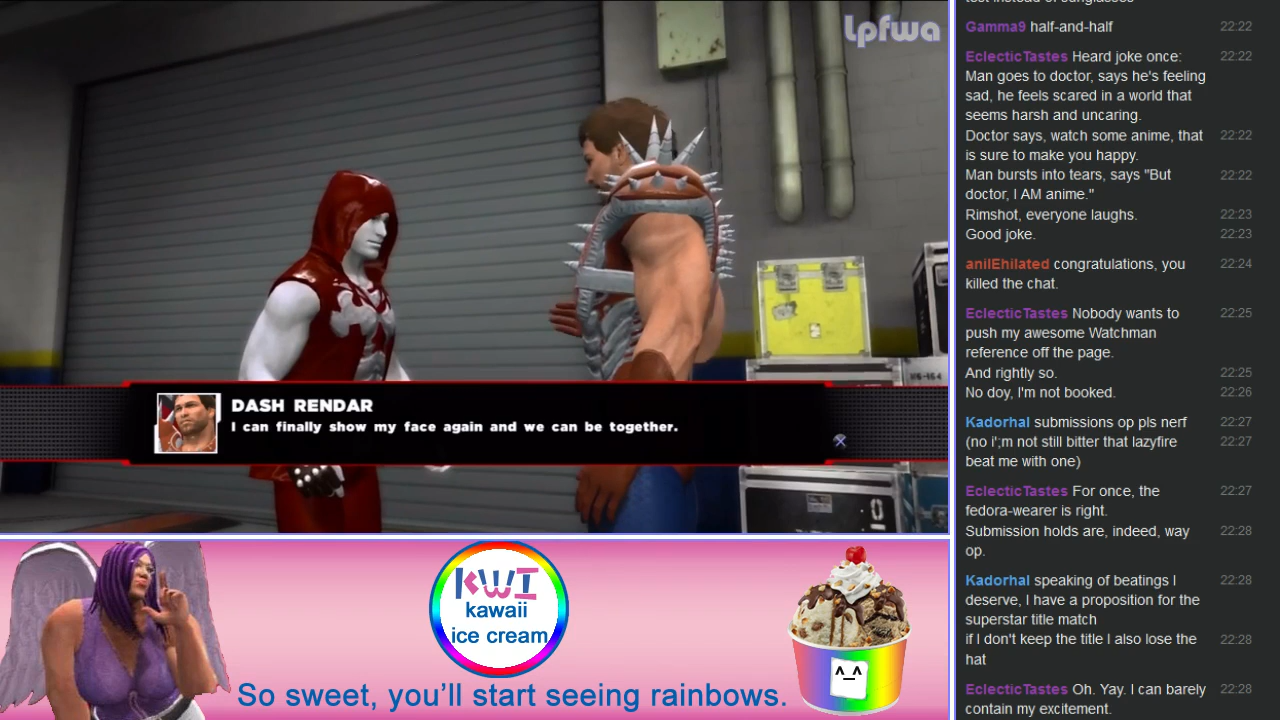 lpfwa
DASH RENDAR
I can finally show my face again and we can be together.
KWI
kawaii
ice cream
So sweet, you'll start seeing rainbows.
^_^
Gamma9 half-and-half 22:22
EclecticTastes Heard joke once: 22:22
Man goes to doctor, says he's feeling
sad, he feels scared in a world that
seems harsh and uncaring.
Doctor says, watch some anime, that 22:22
is sure to make you happy.
Man bursts into tears, says "But 22:22
doctor, I AM anime."
Rimshot, everyone laughs. 22:23
Good joke. 22:23
anilEhilated congratulations, you 22:24
killed the chat.
EclecticTastes Nobody wants to 22:25
push my awesome Watchman
reference off the page.
And rightly so. 22:25
No doy, I'm not booked. 22:26
Kadorhal submissions op pls nerf 22:27
(no i';m not still bitter that lazyfire 22:27
beat me with one)
EclecticTastes For once, the 22:27
fedora-wearer is right.
Submission holds are, indeed, way 22:28
op.
Kadorhal speaking of beatings I 22:28
deserve, I have a proposition for the
superstar title match
if I don't keep the title I also lose the 22:28
hat
EclecticTastes Oh. Yay. I can barely 22:28
contain my excitement.